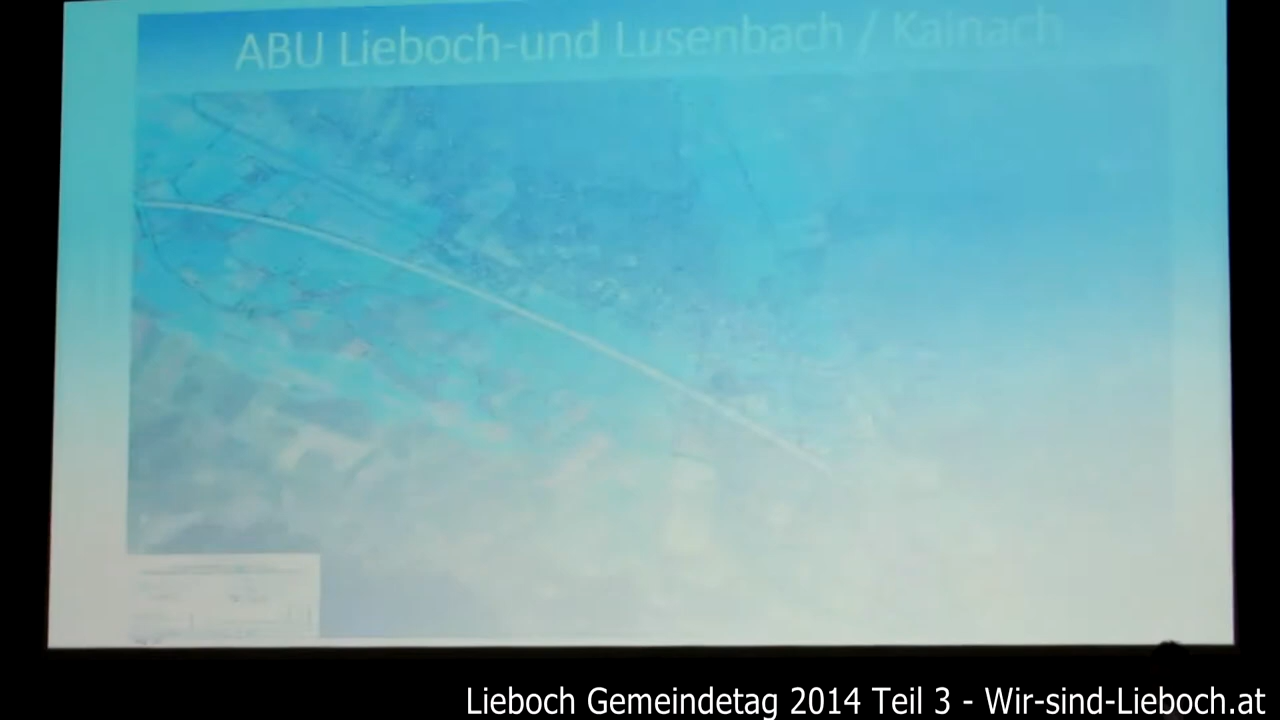 ABU Lieboch-und Lusenbach / Kainach
Lieboch Gemeindetag 2014 Teil 3 - Wir-sind-Lieboch.at